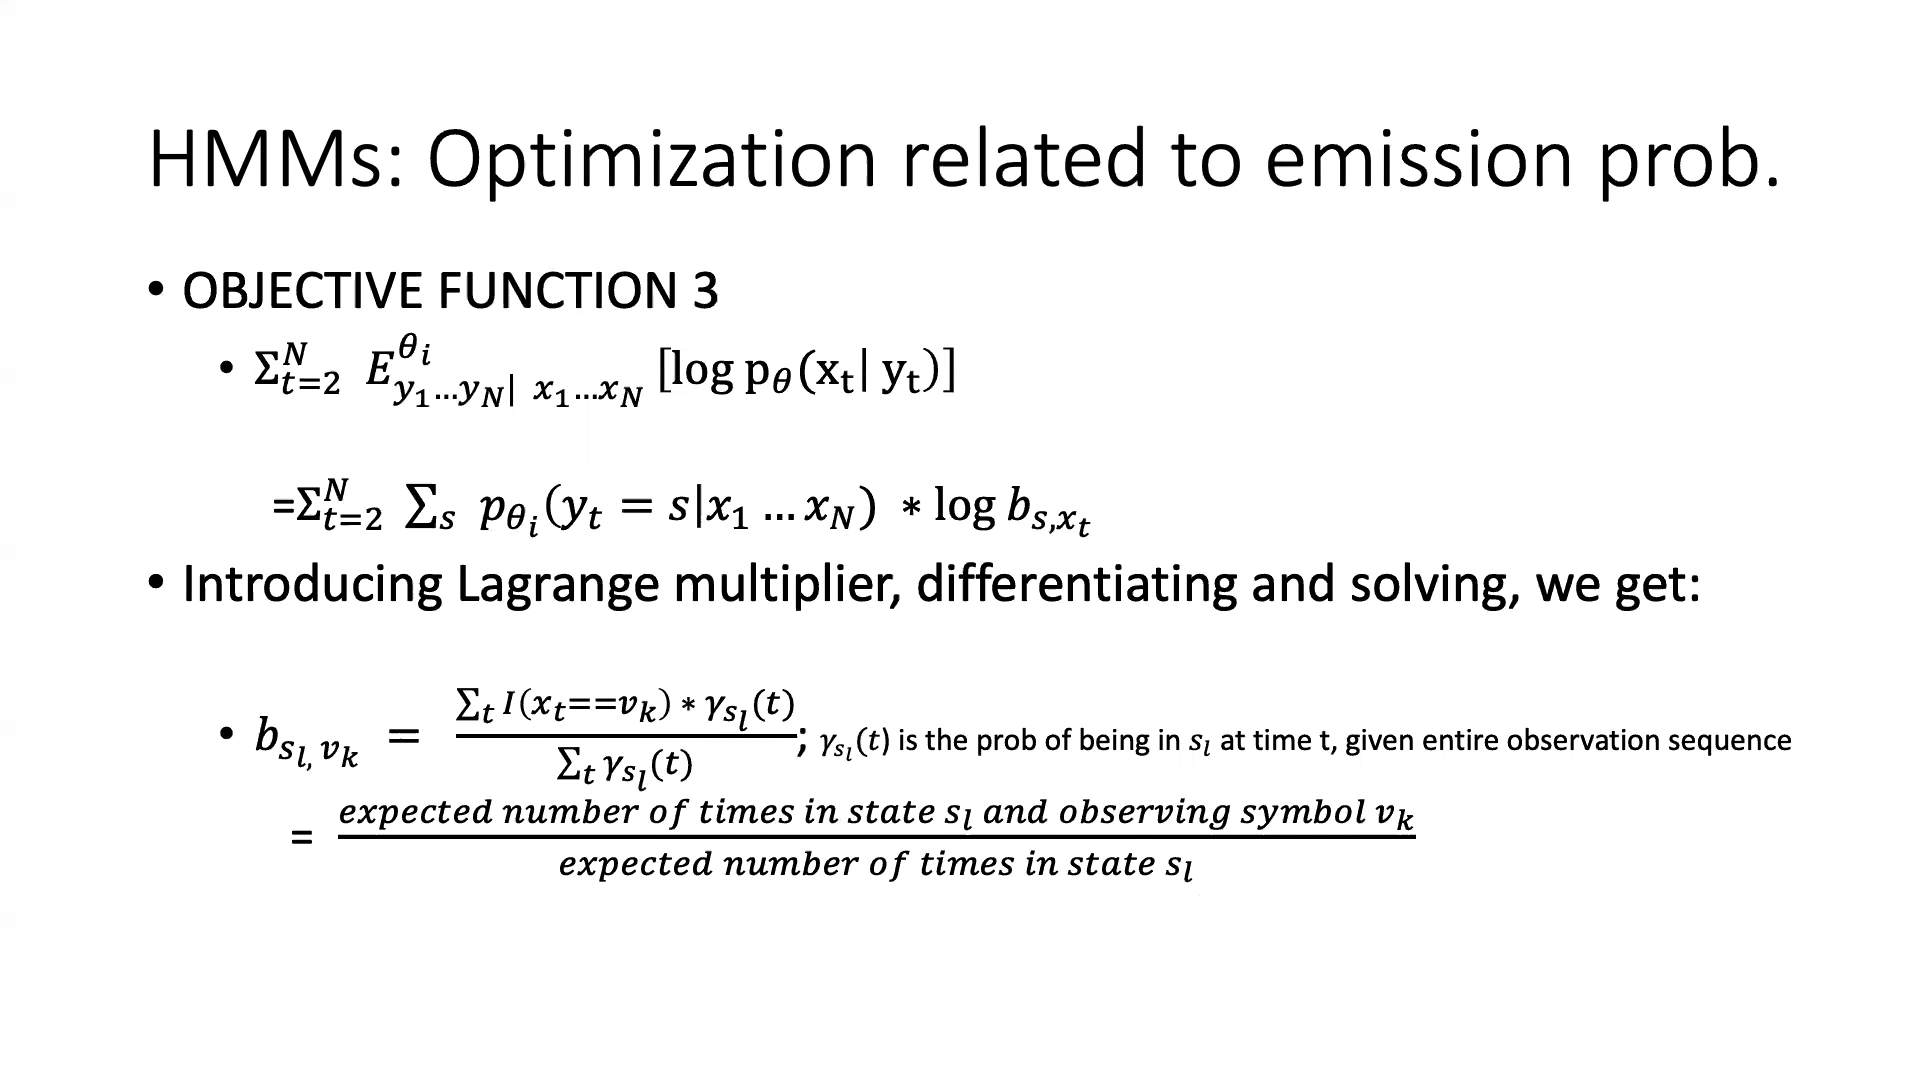 HMMs: Optimization related to emission prob.
• OBJECTIVE FUNCTION 3
• $\Sigma_{t=2}^{N} \; E_{y_1 \ldots y_N | \; x_1 \ldots x_N}^{\theta_i} \; [\log p_\theta(x_t | y_t)]$
$= \Sigma_{t=2}^{N} \; \sum_s \; p_{\theta_i}(y_t = s | x_1 \ldots x_N) \; * \log b_{s,x_t}$
• Introducing Lagrange multiplier, differentiating and solving, we get:
• $b_{s_l, v_k} = \frac{\sum_t I(x_t == v_k) * \gamma_{s_l}(t)}{\sum_t \gamma_{s_l}(t)}$; $\gamma_{s_l}(t)$ is the prob of being in $s_l$ at time t, given entire observation sequence
$= \frac{expected \; number \; of \; times \; in \; state \; s_l \; and \; observing \; symbol \; v_k}{expected \; number \; of \; times \; in \; state \; s_l}$